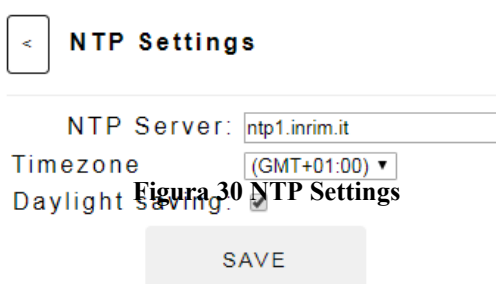 < NTP Settings
NTP Server: ntp1.inrim.it
Timezone (GMT+01:00) ▼
Figura 30 NTP Settings
Daylight saving:
SAVE